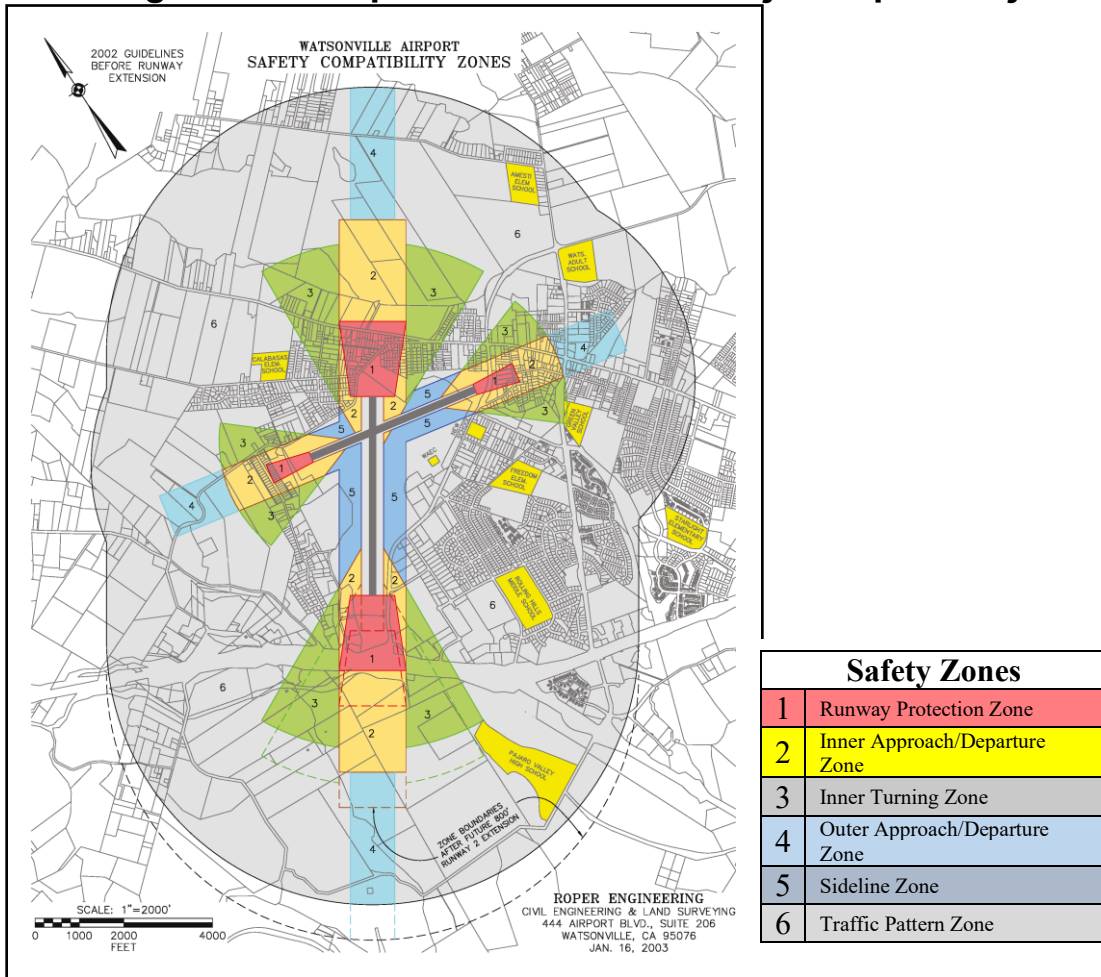 2002 GUIDELINES
BEFORE RUNWAY
EXTENSION
WATSONVILLE AIRPORT
SAFETY COMPATIBILITY ZONES
4
AMESTI
ELEM
SCHOOL
6
WATS.
ADULT
SCHOOL
2
3
3
6
3
4
CALABASAS
ELEM.
SCHOOL
1
2
1
5
2
2
3
5
5
GREEN
VALLEY
SCHOOL
3
NEW
WAEC
1
2
3
FREEDOM
ELEM.
SCHOOL
4
5
5
STARLIGHT
ELEMENTARY
SCHOOL
2
2
ROLLING HILLS
MIDDLE SCHOOL
6
1
6
3
3
2
PAJARO VALLEY
HIGH SCHOOL
ZONE BOUNDARIES
AFTER FUTURE 800'
RUNWAY 2 EXTENSION
4
SCALE: 1"=2000'
0 1000 2000 4000
FEET
ROPER ENGINEERING
CIVIL ENGINEERING & LAND SURVEYING
444 AIRPORT BLVD., SUITE 206
WATSONVILLE, CA 95076
JAN. 16, 2003
Safety Zones
1 Runway Protection Zone
2 Inner Approach/Departure
Zone
3 Inner Turning Zone
4 Outer Approach/Departure
Zone
5 Sideline Zone
6 Traffic Pattern Zone